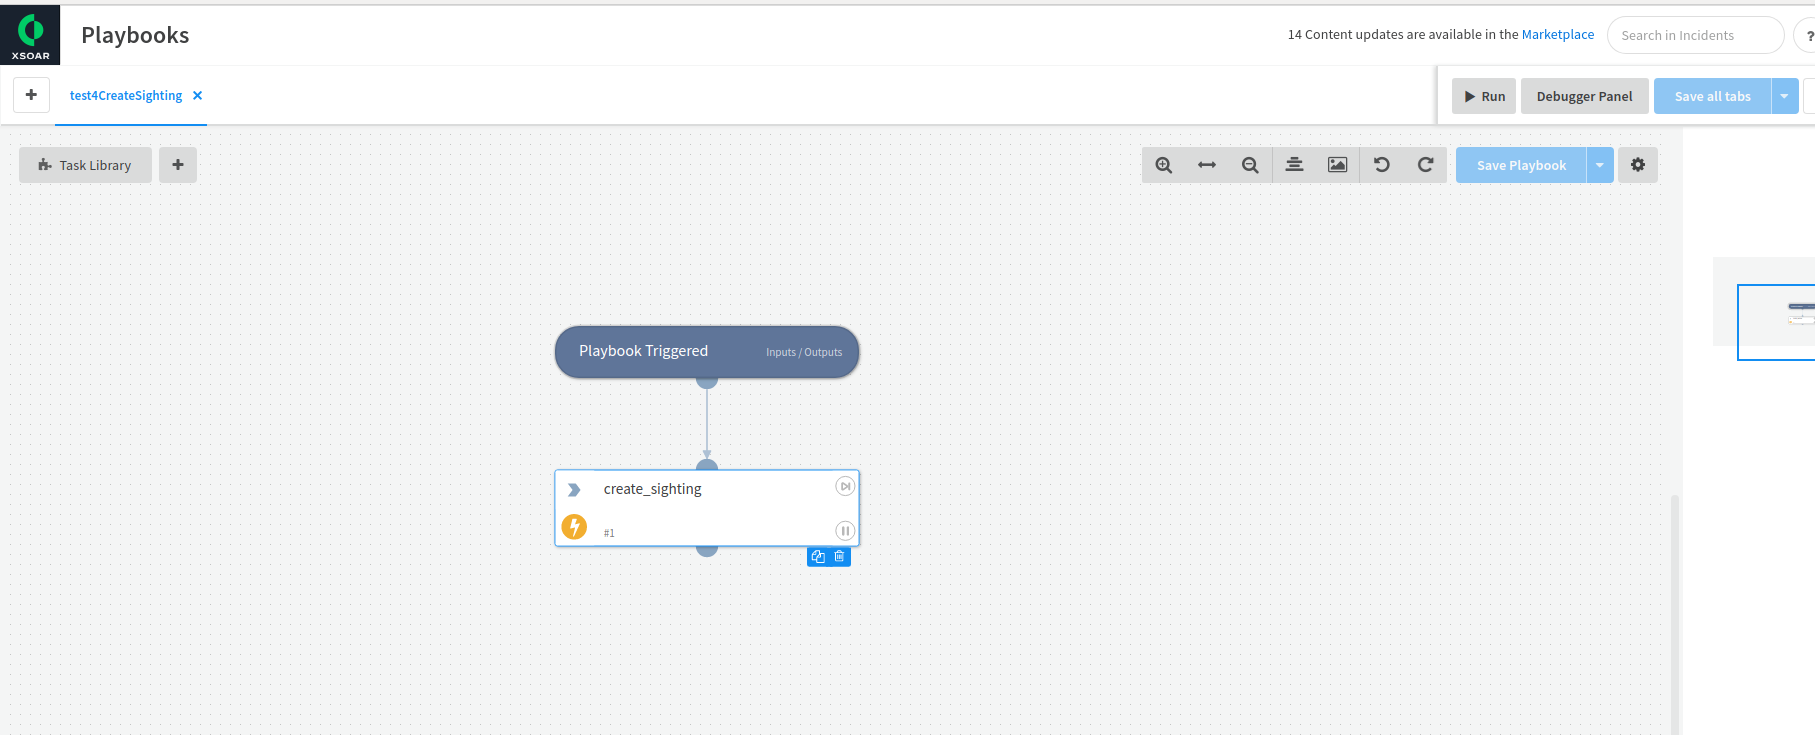 XSOAR
Playbooks
14 Content updates are available in the Marketplace
Search in Incidents
?
+
test4CreateSighting ×
Run
Debugger Panel
Save all tabs
Task Library
+
Save Playbook
Playbook Triggered
Inputs / Outputs
create_sighting
#1